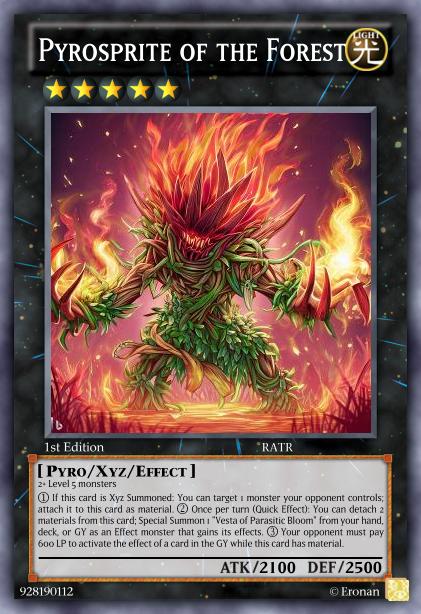 PYROSPRITE OF THE FOREST
LIGHT
光
1st Edition RATR
[ PYRO/XYZ/EFFECT ]
2+ Level 5 monsters
① If this card is Xyz Summoned: You can target 1 monster your opponent controls;
attach it to this card as material. ② Once per turn (Quick Effect): You can detach 2
materials from this card; Special Summon 1 "Vesta of Parasitic Bloom" from your hand,
deck, or GY as an Effect monster that gains its effects. ③ Your opponent must pay
600 LP to activate the effect of a card in the GY while this card has material.
ATK/2100 DEF/2500
928190112 © Eronan